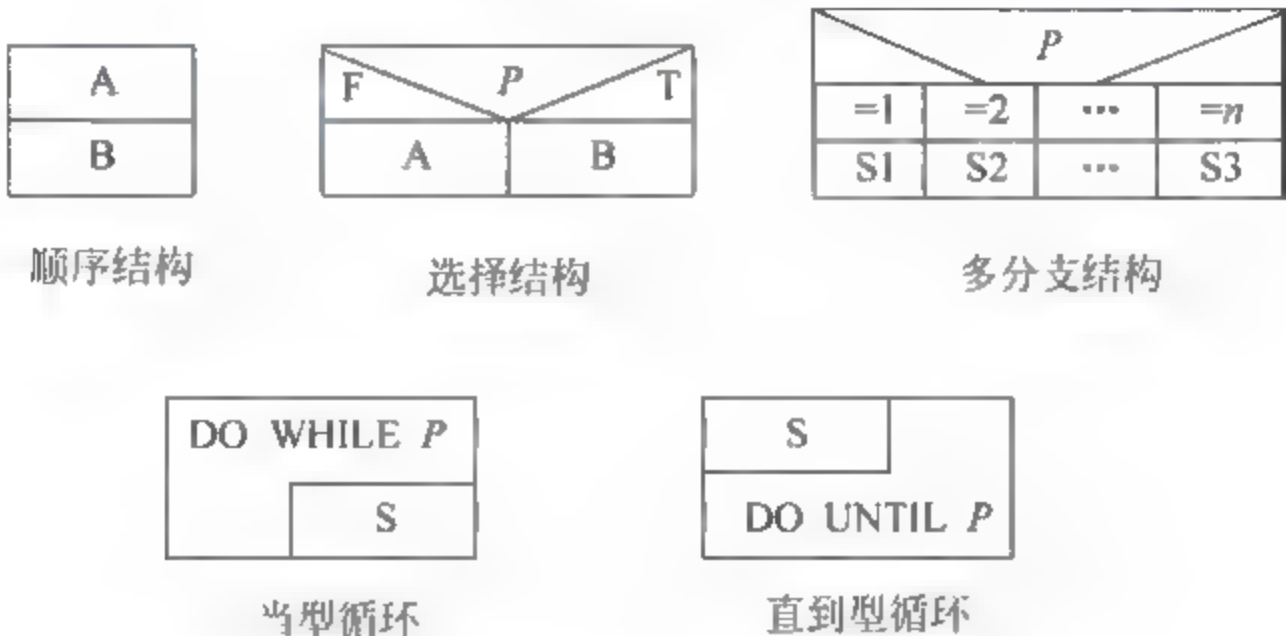 A
B
顺序结构
F P T
A B
选择结构
P
=1 =2 … =n
S1 S2 … S3
多分支结构
DO WHILE P
S
当型循环
S
DO UNTIL P
直到型循环